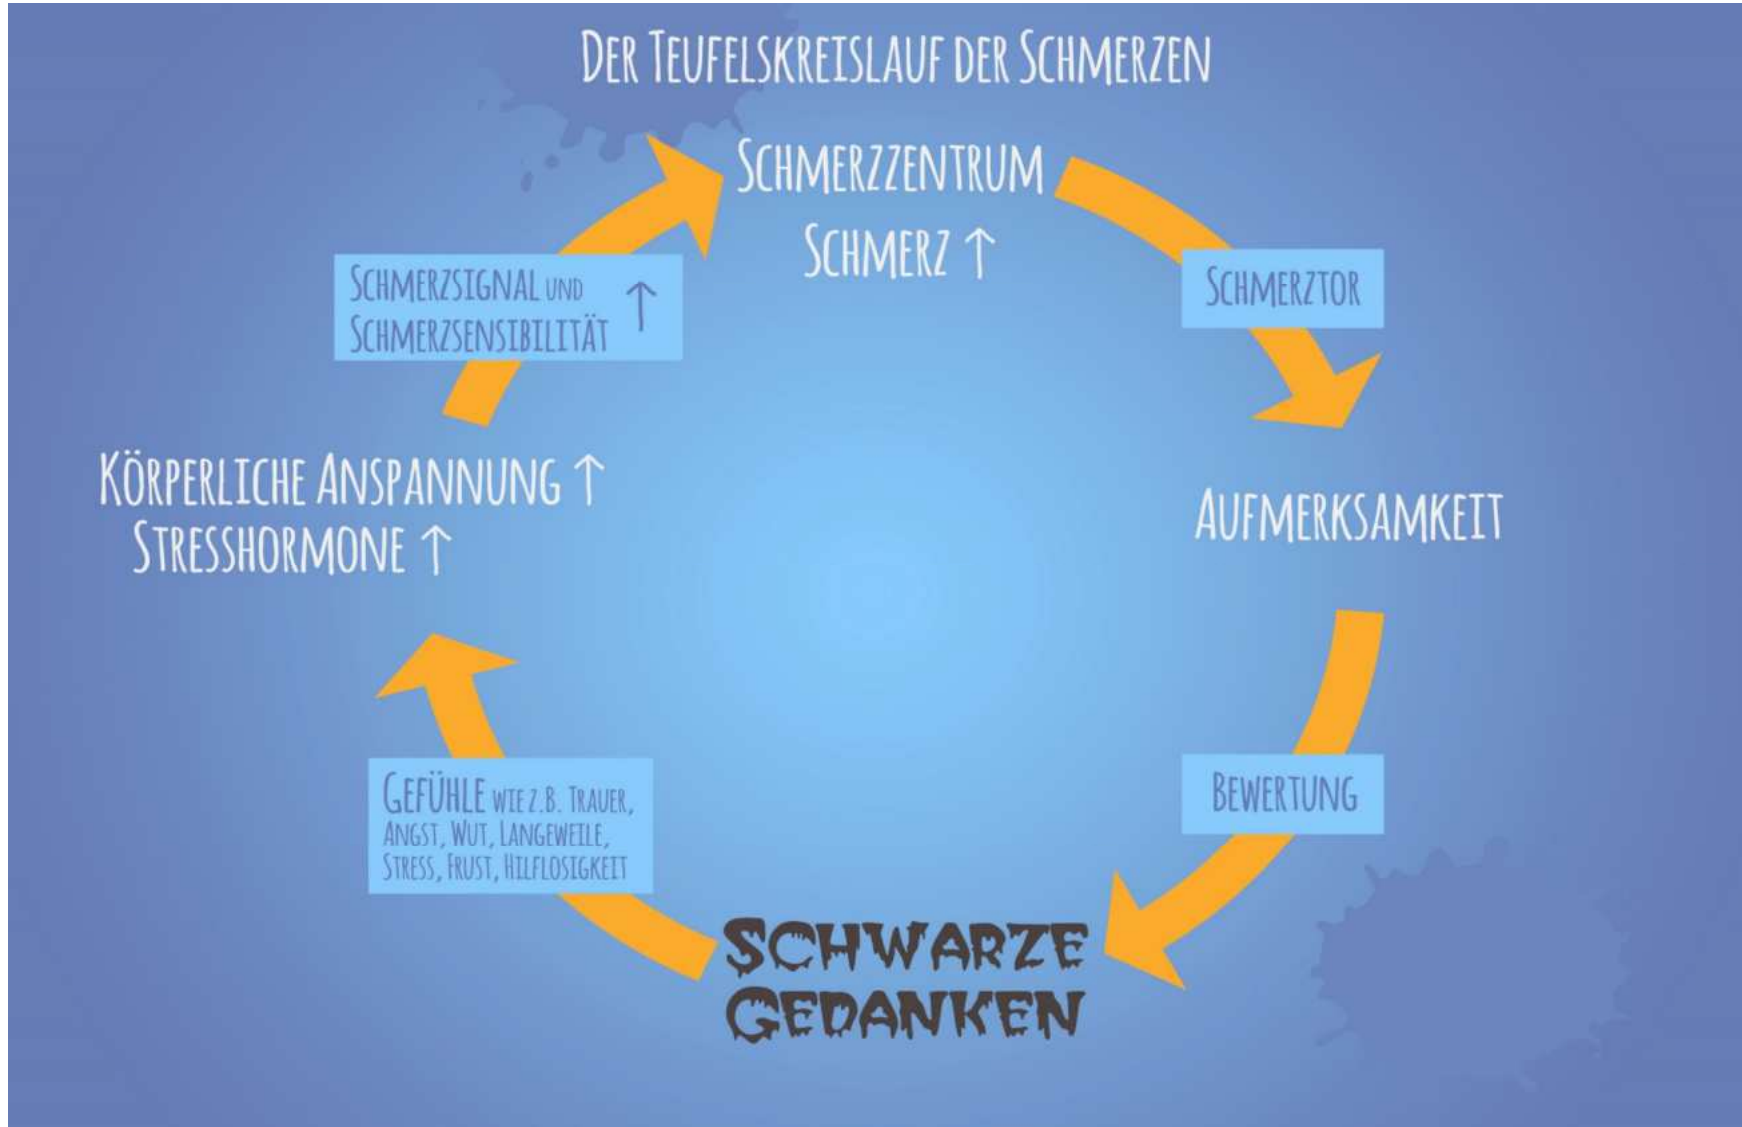 Der Teufelskreislauf der Schmerzen
Schmerzzentrum
Schmerz ↑
Schmerztor
Aufmerksamkeit
Bewertung
Schwarze
Gedanken
Gefühle wie z.B. Trauer,
Angst, Wut, Langeweile,
Stress, Frust, Hilflosigkeit
Körperliche Anspannung ↑
Stresshormone ↑
Schmerzsignal und ↑
Schmerzsensibilität